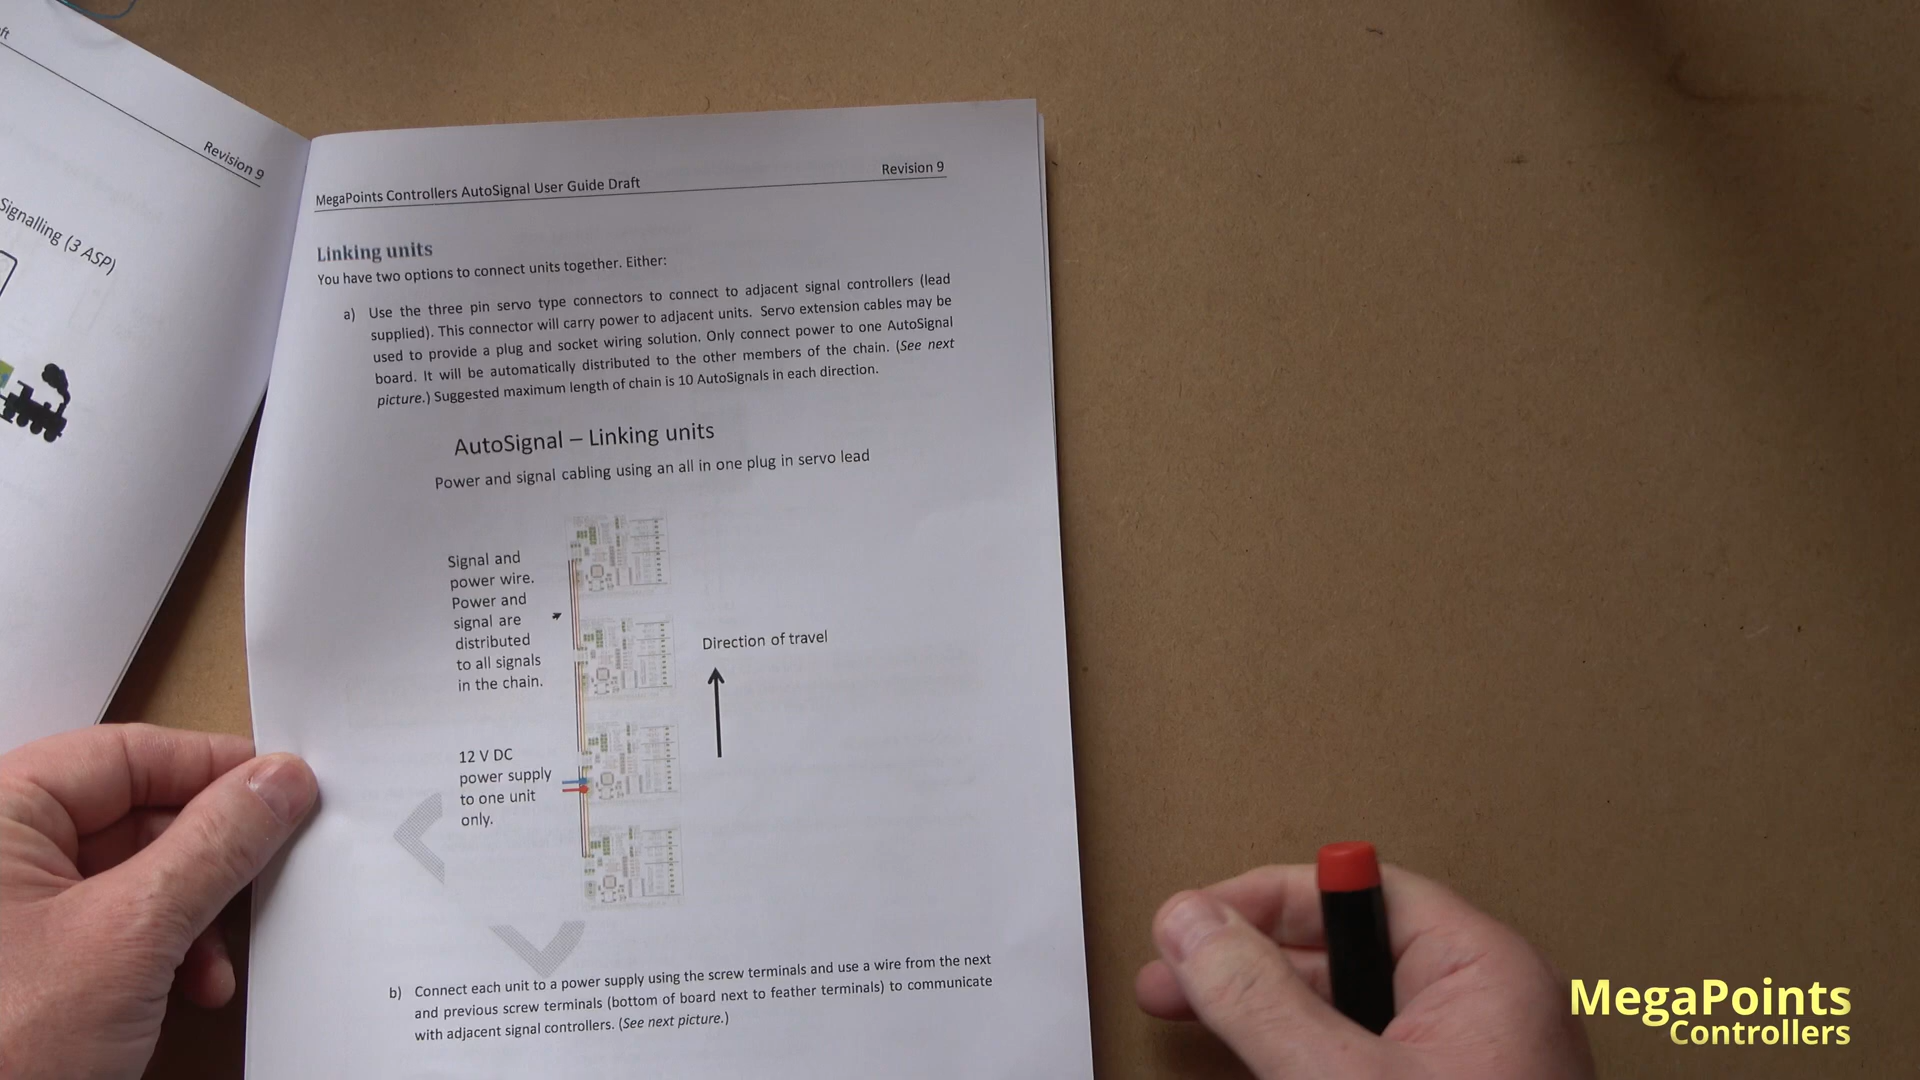 ft
Revision 9
Signalling (3 ASP)
MegaPoints Controllers AutoSignal User Guide Draft
Revision 9
Linking units
You have two options to connect units together. Either:
a) Use the three pin servo type connectors to connect to adjacent signal controllers (lead
supplied). This connector will carry power to adjacent units. Servo extension cables may be
used to provide a plug and socket wiring solution. Only connect power to one AutoSignal
board. It will be automatically distributed to the other members of the chain. (See next
picture.) Suggested maximum length of chain is 10 AutoSignals in each direction.
AutoSignal – Linking units
Power and signal cabling using an all in one plug in servo lead
Signal and
power wire.
Power and
signal are
distributed
to all signals
in the chain.
Direction of travel
12 V DC
power supply
to one unit
only.
b) Connect each unit to a power supply using the screw terminals and use a wire from the next
and previous screw terminals (bottom of board next to feather terminals) to communicate
with adjacent signal controllers. (See next picture.)
MegaPoints
Controllers